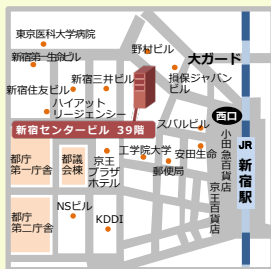 東京医科大学病院
野村ビル
大ガード
新宿第一生命ビル
新宿三井ビル
損保ジャパン
ビル
新宿住友ビル
ハイアット
リージェンシー
西口
新宿センタービル 39階
スバルビル
小田急百貨店
JR 新宿駅
都庁
第一庁舎
都議
会棟
京王
プラザ
ホテル
工学院大学
安田生命
郵便局
京王百貨店
都庁
第二庁舎
NSビル
KDDI